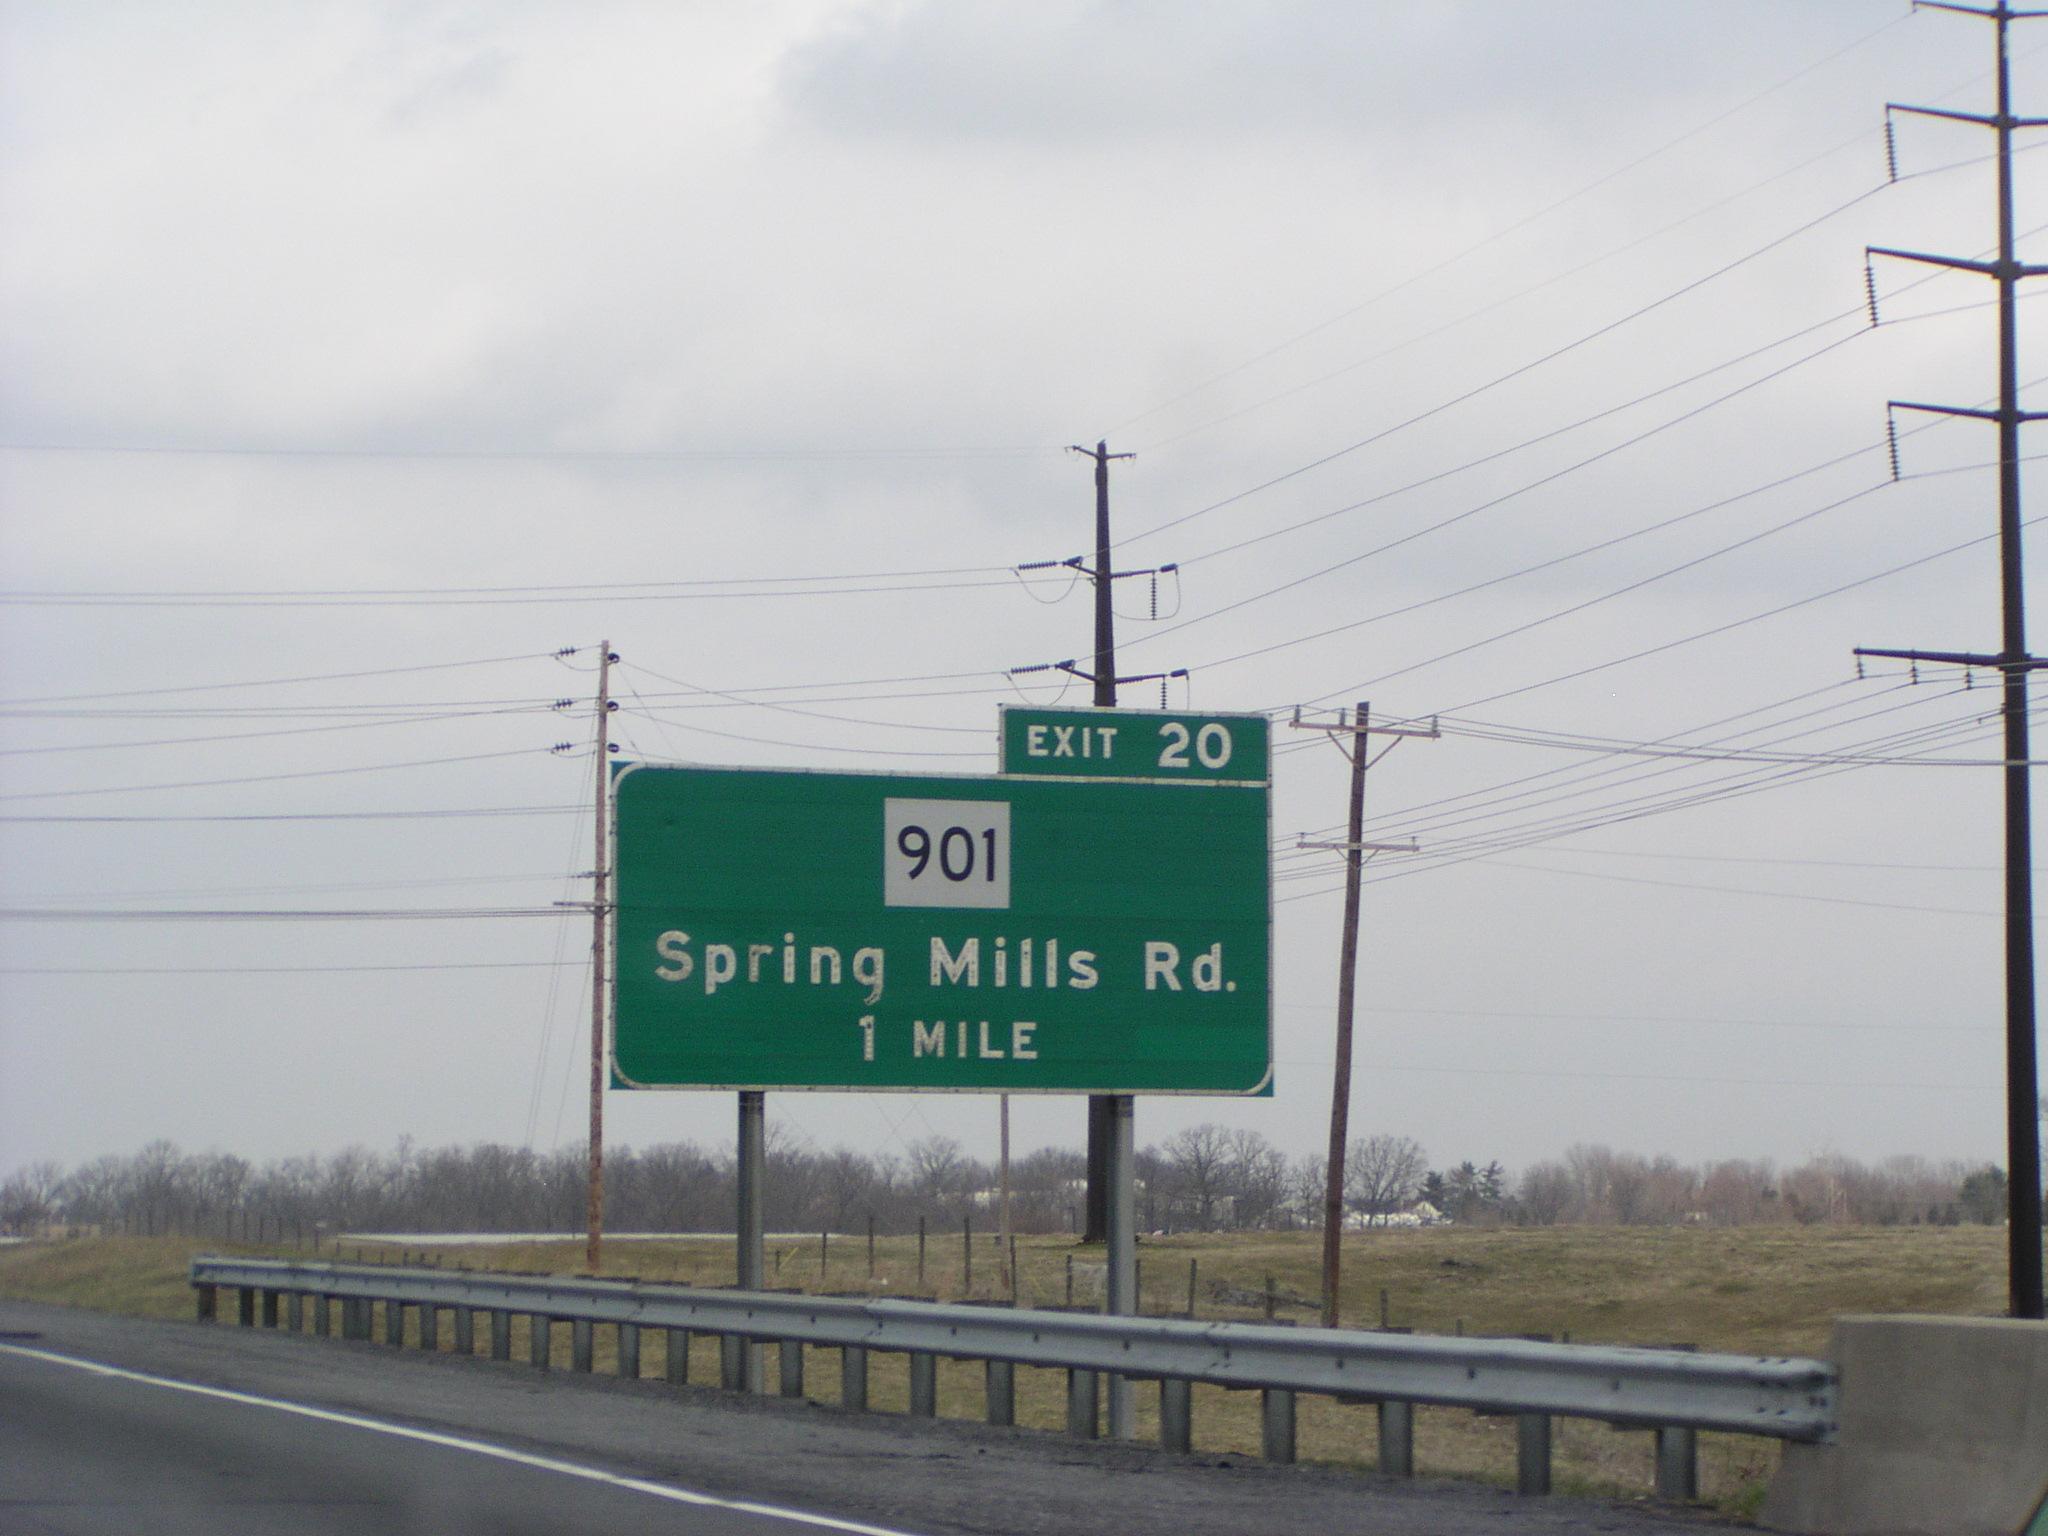 EXIT 20
901
Spring Mills Rd.
1 MILE